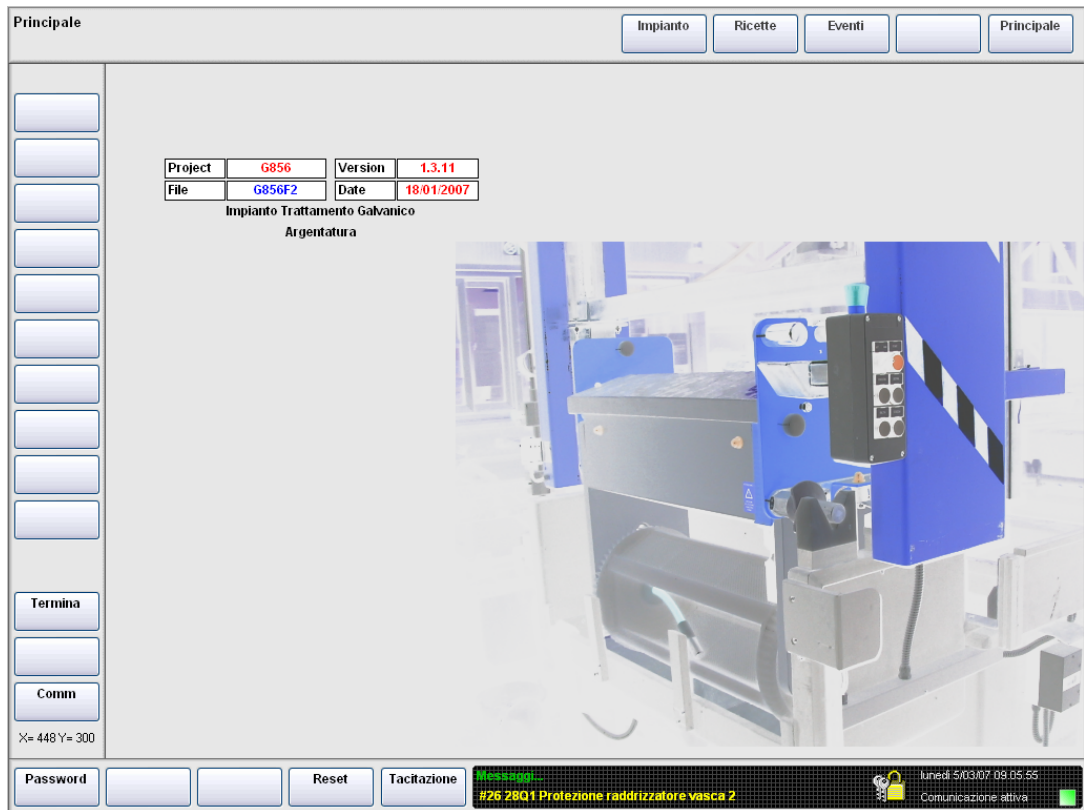 Principale
Impianto Ricette Eventi Principale
Project G856 Version 1.3.11
File G856F2 Date 18/01/2007
Impianto Trattamento Galvanico
Argentatura
Termina
Comm
X= 448 Y= 300
Password Reset Tacitazione
Messaggi...
#26 28Q1 Protezione raddrizzatore vasca 2
lunedì 5/03/07 09.05.55
Comunicazione attiva